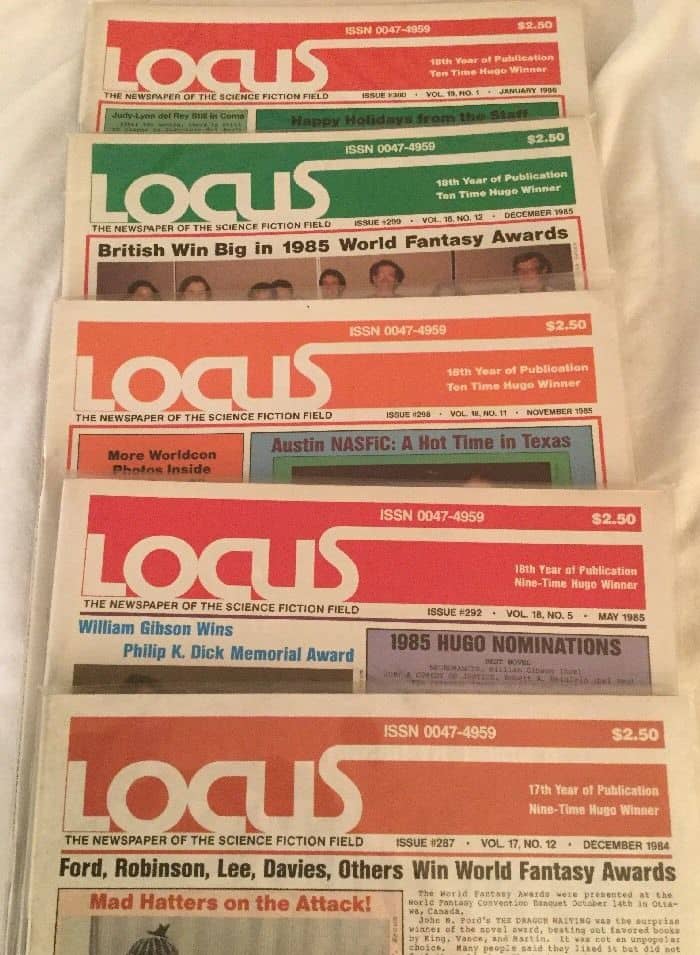 ISSN 0047-4959
$2.50
LOCUS
18th Year of Publication
Ten Time Hugo Winner
THE NEWSPAPER OF THE SCIENCE FICTION FIELD
ISSUE #300 · VOL. 19, NO. 1 · JANUARY 1986
Judy-Lynn del Rey Still in Coma
Happy Holidays from the Staff
ISSN 0047-4959
$2.50
LOCUS
18th Year of Publication
Ten Time Hugo Winner
THE NEWSPAPER OF THE SCIENCE FICTION FIELD
ISSUE #299 · VOL. 18, NO. 12 · DECEMBER 1985
British Win Big in 1985 World Fantasy Awards
ISSN 0047-4959
$2.50
LOCUS
18th Year of Publication
Ten Time Hugo Winner
THE NEWSPAPER OF THE SCIENCE FICTION FIELD
ISSUE #298 · VOL. 18, NO. 11 · NOVEMBER 1985
More Worldcon
Photos Inside
Austin NASFiC: A Hot Time in Texas
ISSN 0047-4959
$2.50
LOCUS
18th Year of Publication
Nine-Time Hugo Winner
THE NEWSPAPER OF THE SCIENCE FICTION FIELD
ISSUE #292 · VOL. 18, NO. 5 · MAY 1985
William Gibson Wins
Philip K. Dick Memorial Award
1985 HUGO NOMINATIONS
BEST NOVEL
NEUROMANCER, William Gibson (Ace)
JOB: A COMEDY OF JUSTICE, Robert A. Heinlein (Del Rey)
ISSN 0047-4959
$2.50
LOCUS
17th Year of Publication
Nine-Time Hugo Winner
THE NEWSPAPER OF THE SCIENCE FICTION FIELD
ISSUE #287 · VOL. 17, NO. 12 · DECEMBER 1984
Ford, Robinson, Lee, Davies, Others Win World Fantasy Awards
Mad Hatters on the Attack!
The World Fantasy Awards were presented at the
World Fantasy Convention Banquet October 14th in Otta-
wa, Canada.
John M. Ford's THE DRAGON WAITING was the surprise
winner of the novel award, beating out favored books
by King, Vance, and Martin. It was not an unpopular
choice. Many people said they liked it but did not